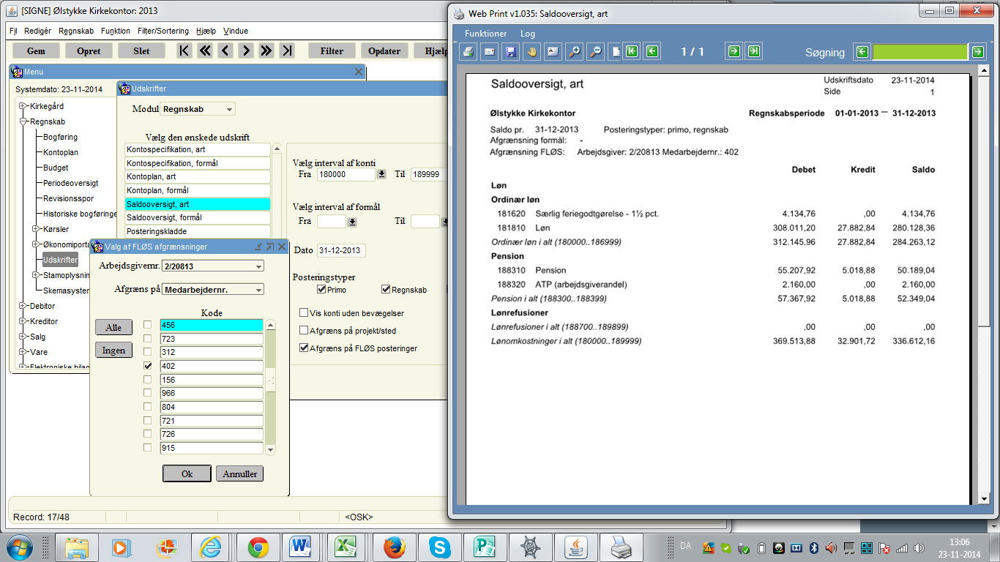 [SIGNE] Ølstykke Kirkekontor: 2013
Fil Redigér Regnskab Funktion Filter/Sortering Hjælp Vindue
Gem Opret Slet Filter Opdater Hjælp
Menu
Systemdato: 23-11-2014
Kirkegård
Regnskab
Bogføring
Kontoplan
Budget
Periodeoversigt
Revisionsspor
Historiske bogføringe
Kørsler
Økonomiporta
Udskrifter
Stamoplysnin
Skemasystem
Debitor
Kreditor
Salg
Vare
Elektroniske bilag
Udskrifter
Modul Regnskab
Vælg den ønskede udskrift
Kontospecifikation, art
Kontospecifikation, formål
Kontoplan, art
Kontoplan, formål
Saldooversigt, art
Saldooversigt, formål
Posteringskladde
Vælg interval af konti
Fra 180000 Til 189999
Vælg interval af formål
Fra Til
Dato 31-12-2013
Posteringstyper
Primo Regnskab
Vis konti uden bevægelser
Afgræns på projekt/sted
Afgræns på FLØS posteringer
Valg af FLØS afgrænsninger
Arbejdsgivernr. 2/20813
Afgræns på Medarbejdernr.
Kode
Alle
Ingen
456
723
312
402
156
966
804
721
726
915
Ok Annuller
Record: 17/48 <OSK>
Web Print v1.035: Saldooversigt, art
Funktioner Log
1 / 1 Søgning
Saldooversigt, art Udskriftsdato 23-11-2014
Side 1
Ølstykke Kirkekontor Regnskabsperiode 01-01-2013 – 31-12-2013
Saldo pr. 31-12-2013 Posteringstyper: primo, regnskab
Afgrænsning formål: -
Afgrænsning FLØS: Arbejdsgiver: 2/20813 Medarbejdernr.: 402
Debet Kredit Saldo
Løn
Ordinær løn
181620 Særlig feriegodtgørelse - 1½ pct. 4.134,76 ,00 4.134,76
181810 Løn 308.011,20 27.882,84 280.128,36
Ordinær løn i alt (180000..186999) 312.145,96 27.882,84 284.263,12
Pension
188310 Pension 55.207,92 5.018,88 50.189,04
188320 ATP (arbejdsgiverandel) 2.160,00 ,00 2.160,00
Pension i alt (188300..188399) 57.367,92 5.018,88 52.349,04
Lønrefusioner
Lønrefusioner i alt (188700..189899) ,00 ,00 ,00
Lønomkostninger i alt (180000..189999) 369.513,88 32.901,72 336.612,16
DA
13:06
23-11-2014